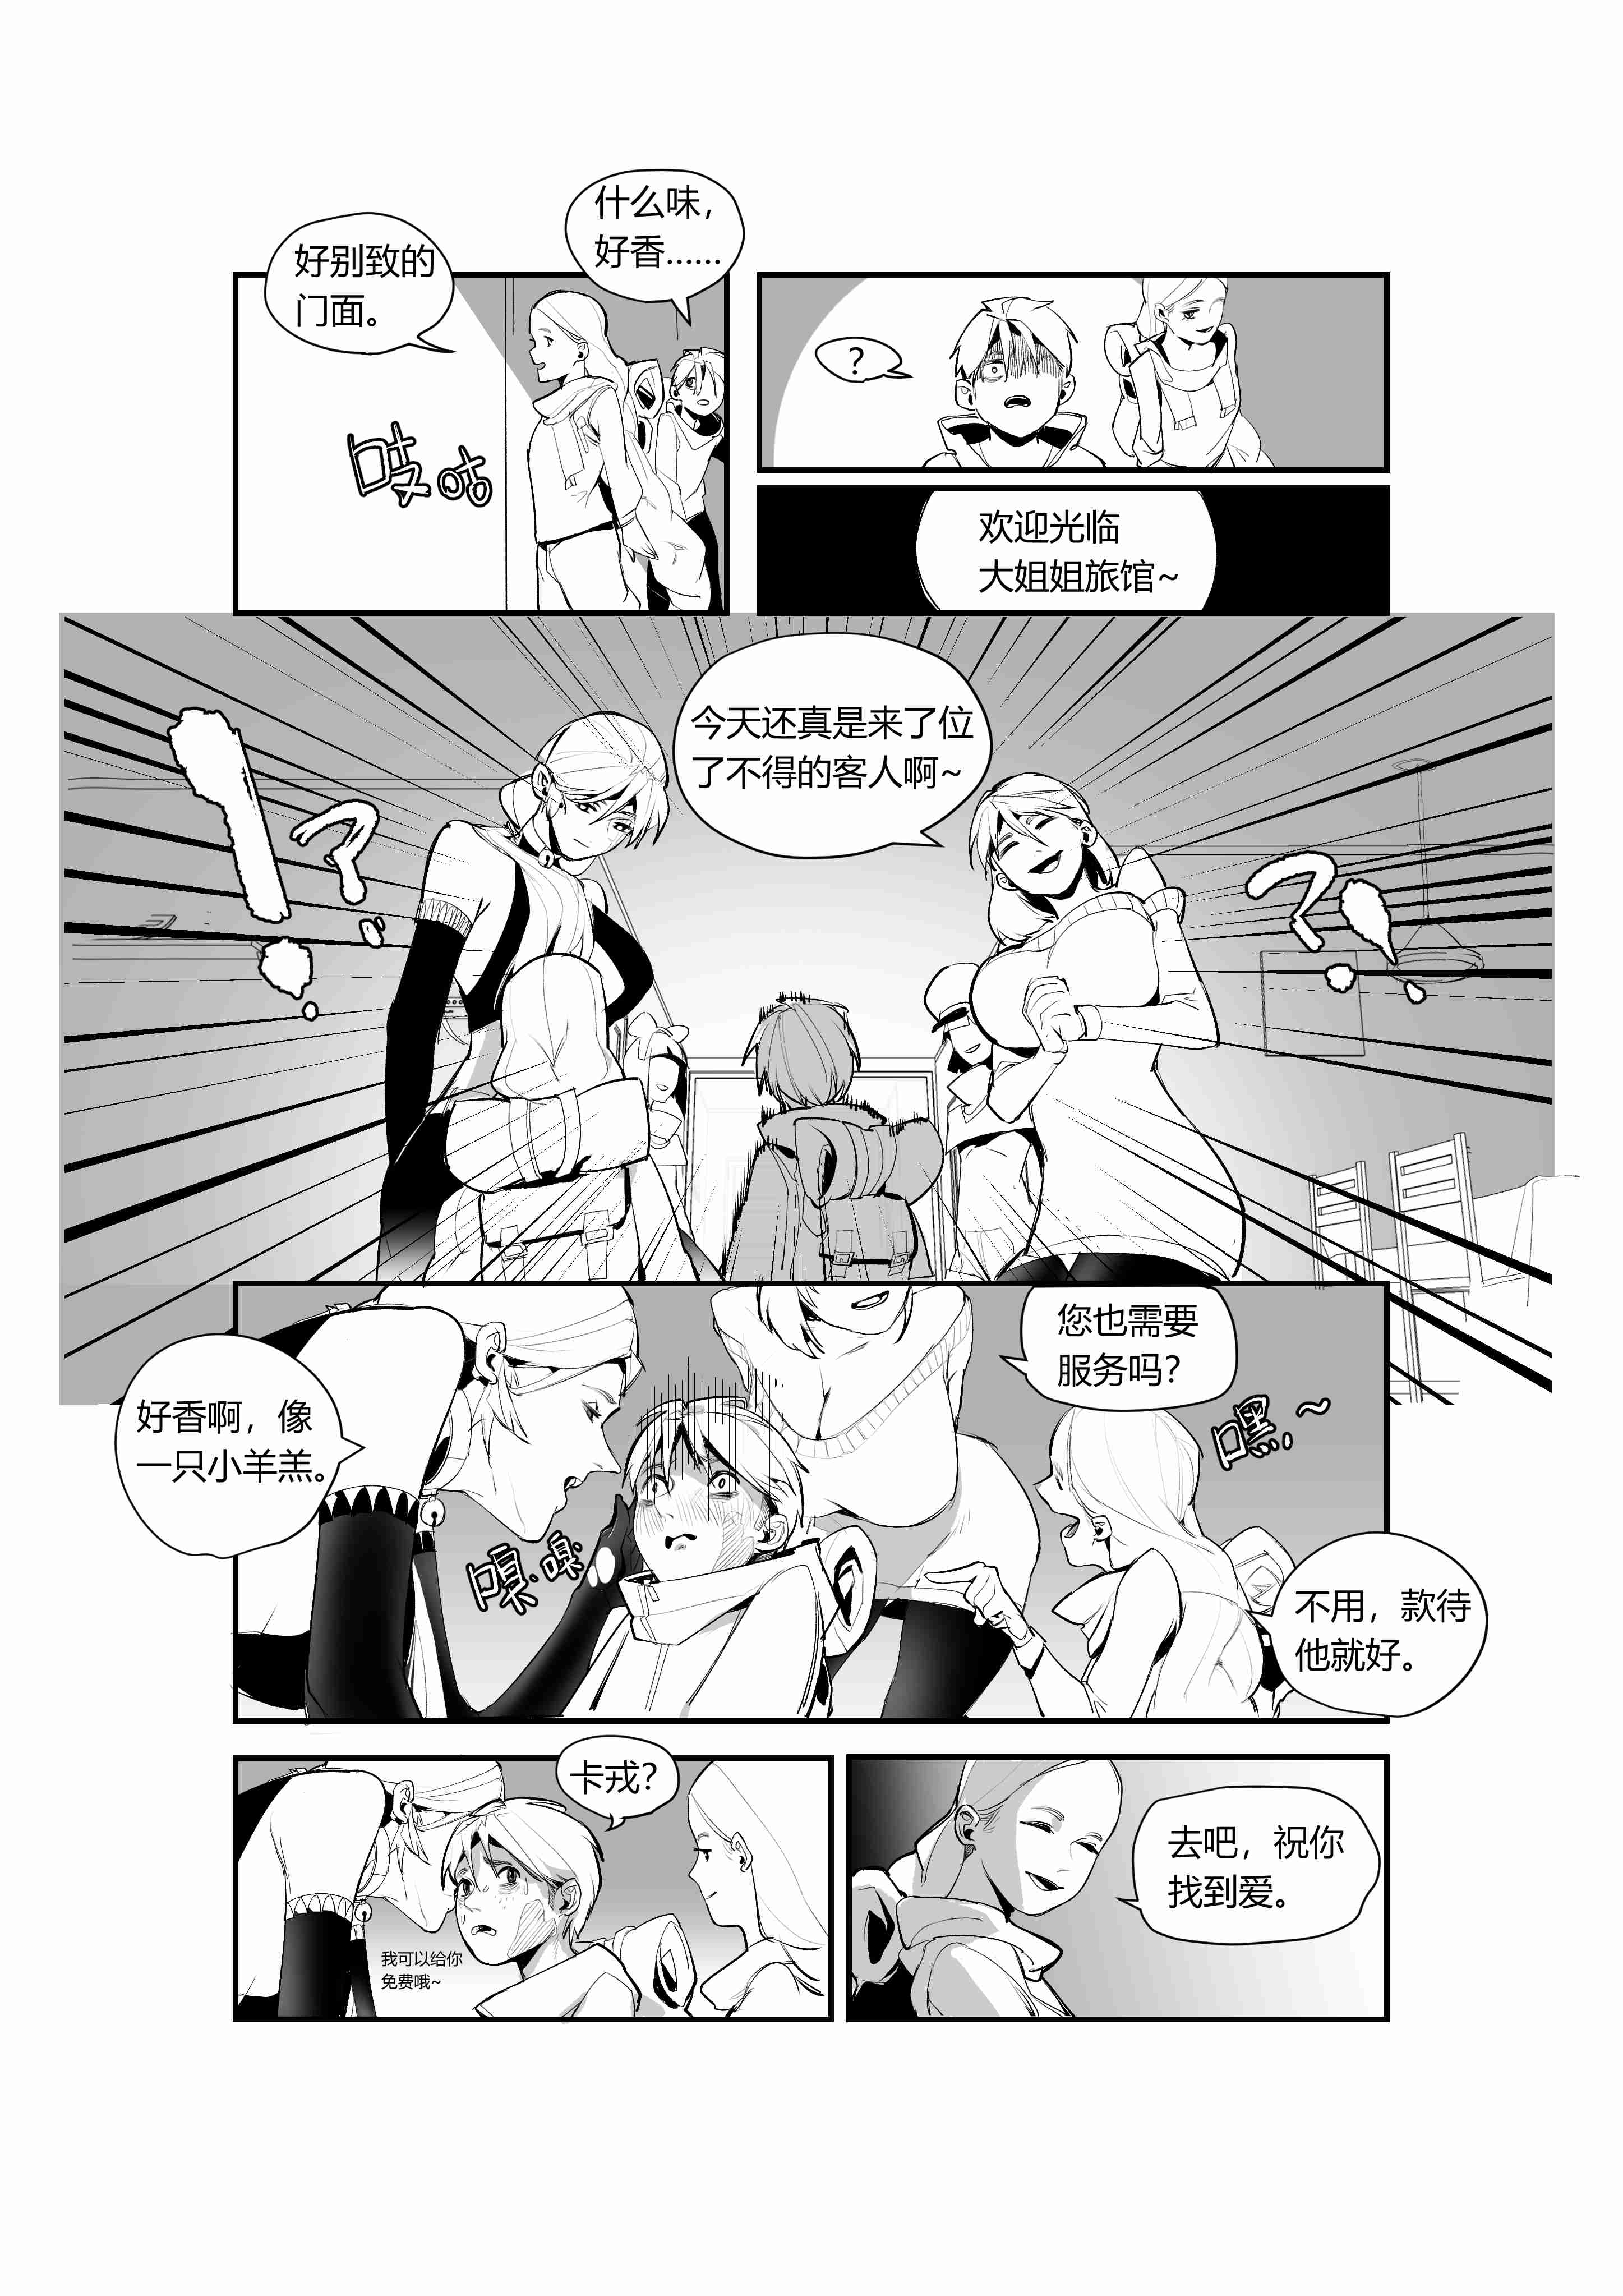 好别致的
门面。
什么味，
好香……
吱咕
？
欢迎光临
大姐姐旅馆~
今天还真是来了位
了不得的客人啊~
！？
？！
好香啊，像
一只小羊羔。
嗅.嗅
您也需要
服务吗？
嘿~
不用，款待
他就好。
卡戎？
我可以给你
免费哦~
去吧，祝你
找到爱。